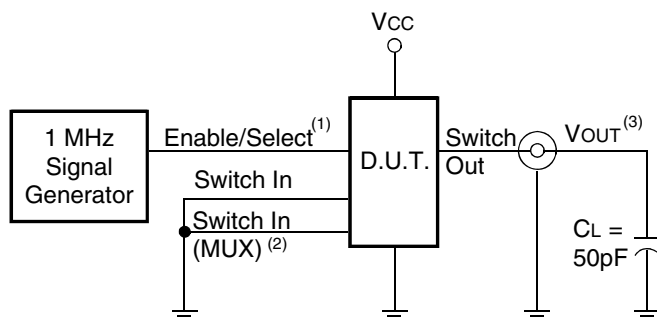 VCC
1 MHz
Signal
Generator
Enable/Select(1)
D.U.T.
Switch
Out
VOUT (3)
Switch In
Switch In
(MUX) (2)
CL =
50pF